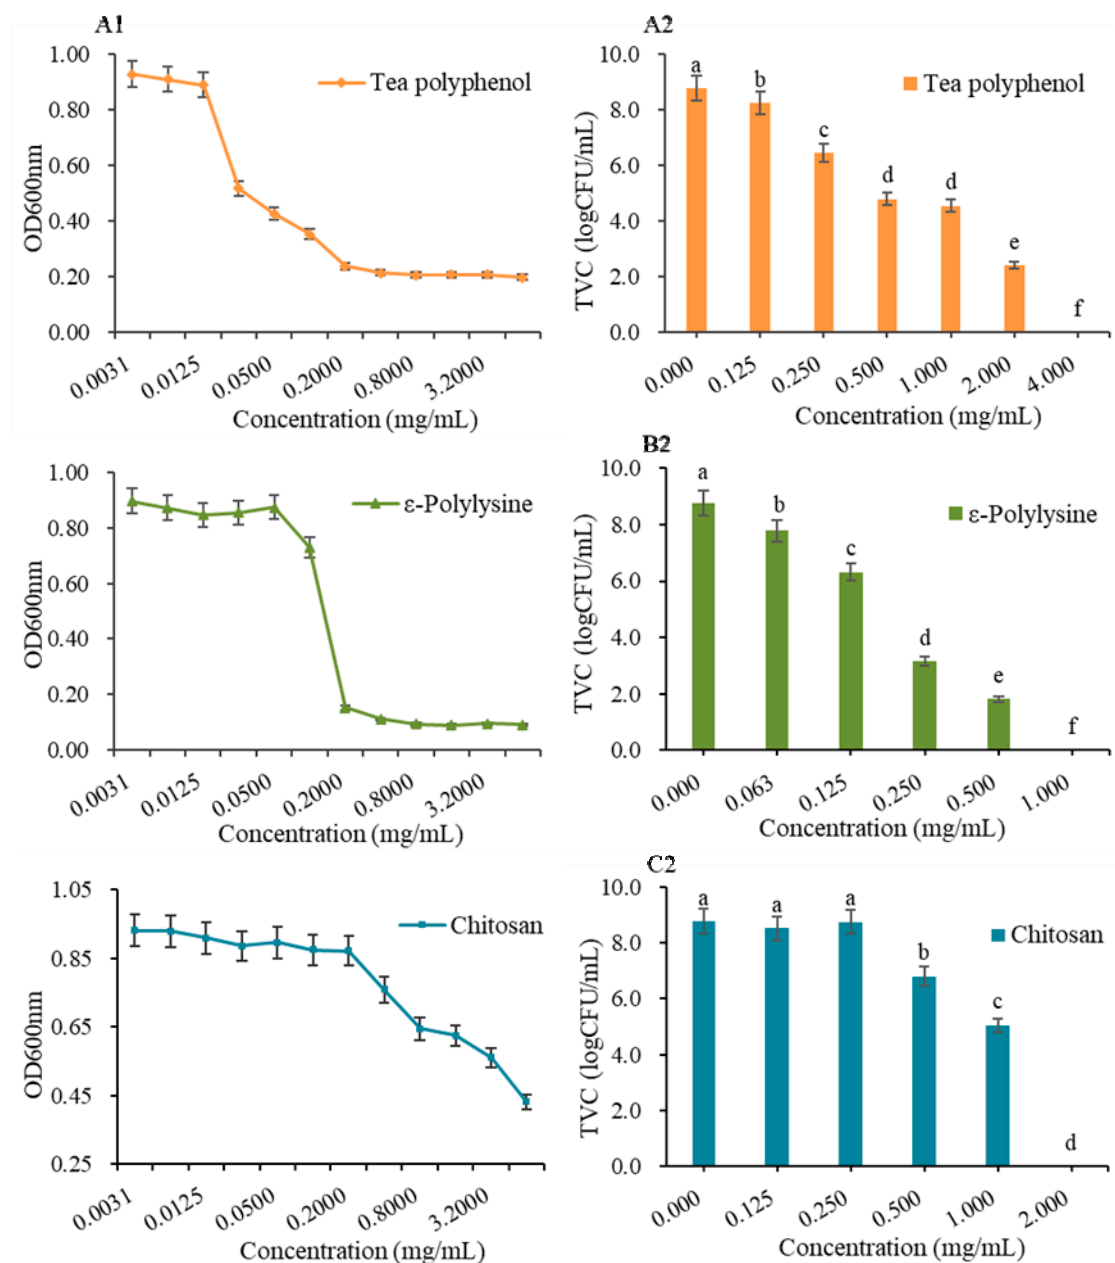 A1
1.00
0.80
0.60
0.40
0.20
0.00
OD600nm
Tea polyphenol
0.0031
0.0125
0.0500
0.2000
0.8000
3.2000
Concentration (mg/mL)
A2
10.0
8.0
6.0
4.0
2.0
0.0
TVC (logCFU/mL)
Tea polyphenol
a
b
c
d
d
e
f
0.000
0.125
0.250
0.500
1.000
2.000
4.000
Concentration (mg/mL)
1.00
0.80
0.60
0.40
0.20
0.00
OD600nm
ε-Polylysine
0.0031
0.0125
0.0500
0.2000
0.8000
3.2000
Concentration (mg/mL)
B2
10.0
8.0
6.0
4.0
2.0
0.0
TVC (logCFU/mL)
ε-Polylysine
a
b
c
d
e
f
0.000
0.063
0.125
0.250
0.500
1.000
Concentration (mg/mL)
1.05
0.85
0.65
0.45
0.25
OD600nm
Chitosan
0.0031
0.0125
0.0500
0.2000
0.8000
3.2000
Concentration (mg/mL)
C2
10.0
8.0
6.0
4.0
2.0
0.0
TVC (logCFU/mL)
Chitosan
a
a
a
b
c
d
0.000
0.125
0.250
0.500
1.000
2.000
Concentration (mg/mL)